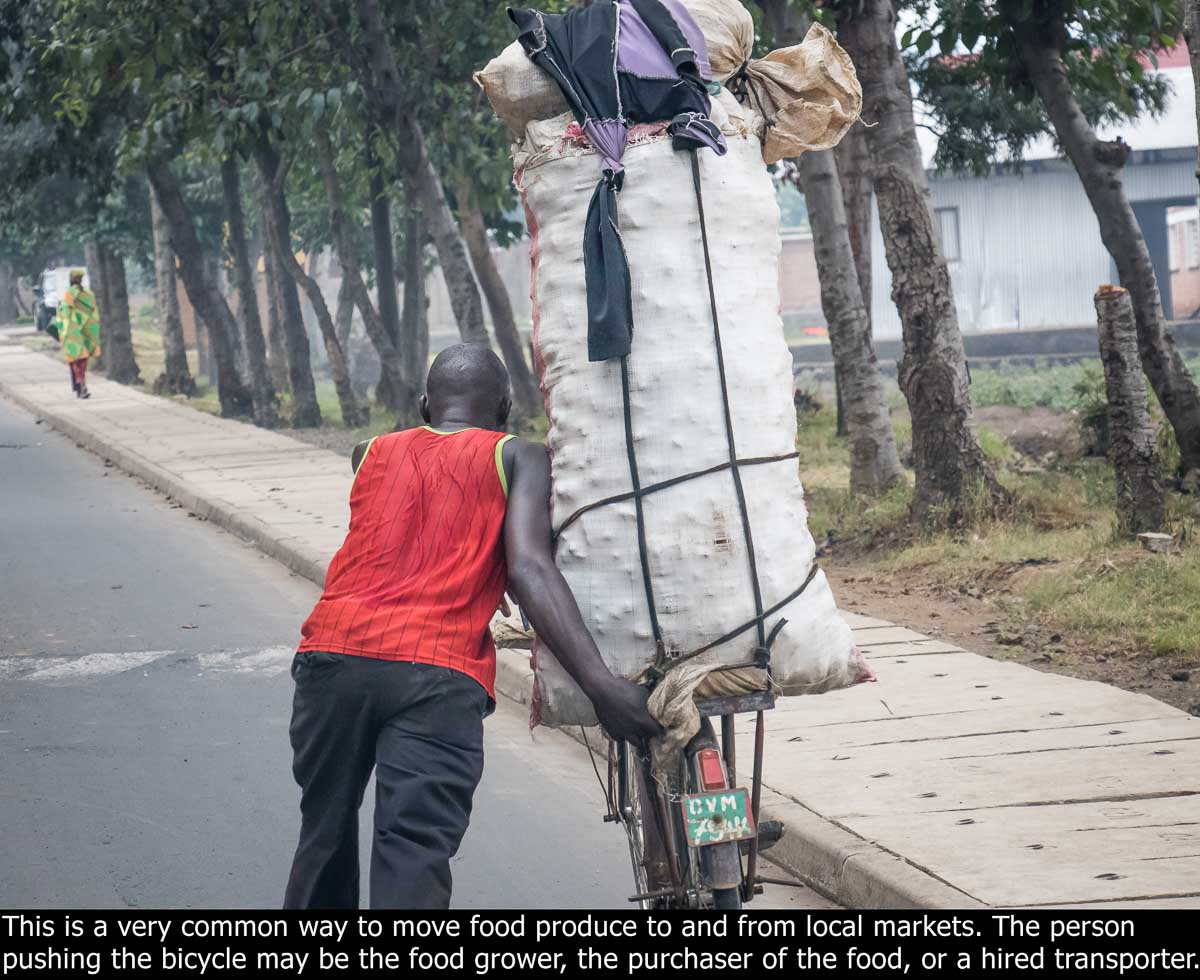 CVM
This is a very common way to move food produce to and from local markets. The person
pushing the bicycle may be the food grower, the purchaser of the food, or a hired transporter